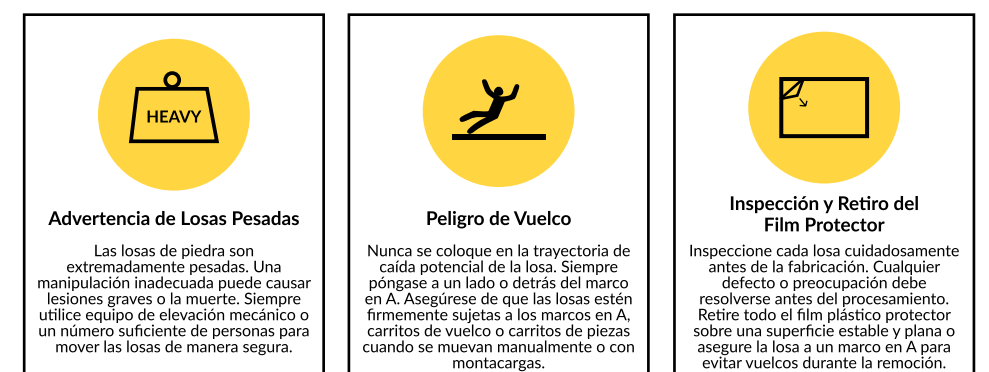 HEAVY
Advertencia de Losas Pesadas
Las losas de piedra son
extremadamente pesadas. Una
manipulación inadecuada puede causar
lesiones graves o la muerte. Siempre
utilice equipo de elevación mecánico o
un número suficiente de personas para
mover las losas de manera segura.
Peligro de Vuelco
Nunca se coloque en la trayectoria de
caída potencial de la losa. Siempre
póngase a un lado o detrás del marco
en A. Asegúrese de que las losas estén
firmemente sujetas a los marcos en A,
carritos de vuelco o carritos de piezas
cuando se muevan manualmente o con
montacargas.
Inspección y Retiro del
Film Protector
Inspeccione cada losa cuidadosamente
antes de la fabricación. Cualquier
defecto o preocupación debe
resolverse antes del procesamiento.
Retire todo el film plástico protector
sobre una superficie estable y plana o
asegure la losa a un marco en A para
evitar vuelcos durante la remoción.